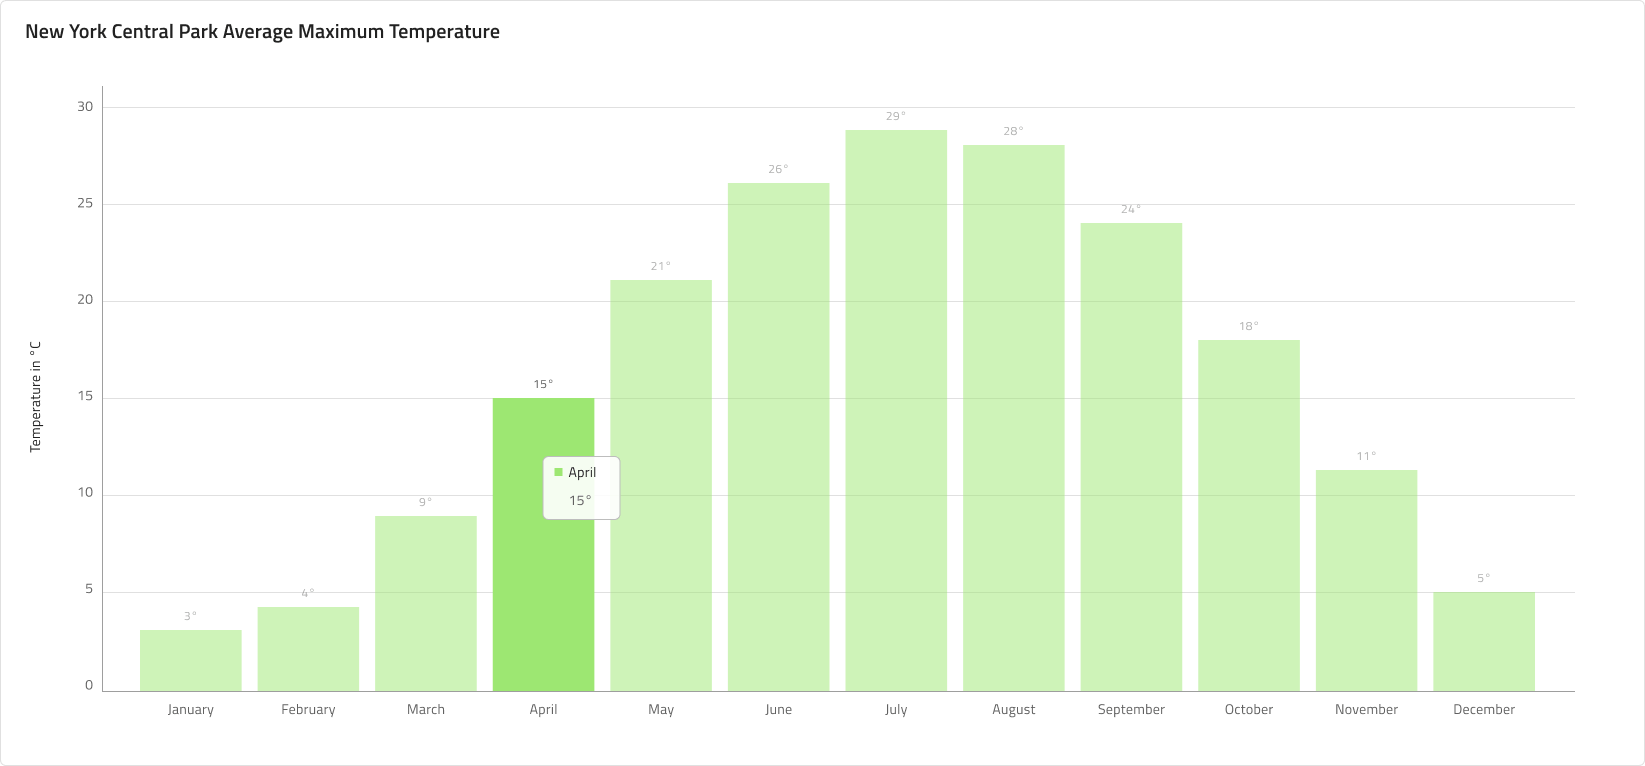 New York Central Park Average Maximum Temperature
Temperature in °C
30
25
20
15
10
5
0
3°
4°
9°
15°
21°
26°
29°
28°
24°
18°
11°
5°
April
15°
January
February
March
April
May
June
July
August
September
October
November
December